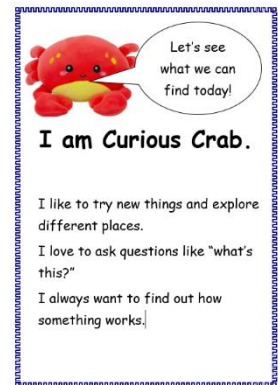 Let's see
what we can
find today!
I am Curious Crab.
I like to try new things and explore
different places.
I love to ask questions like “what's
this?”
I always want to find out how
something works.